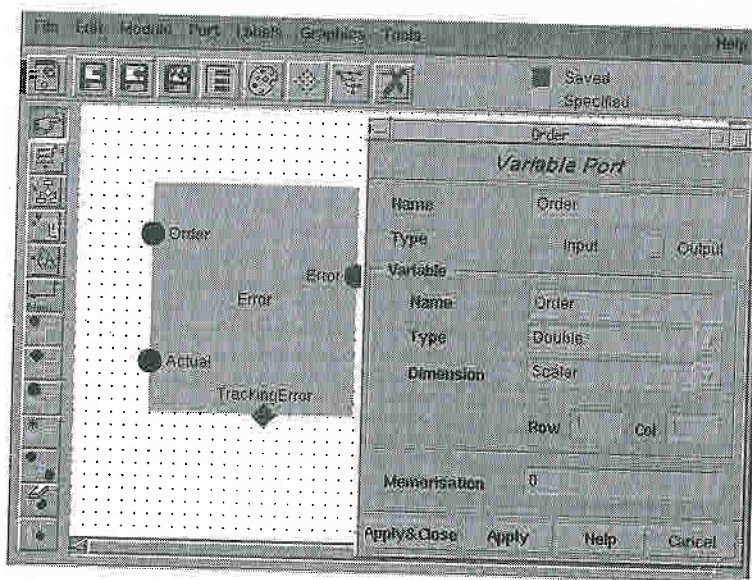 File Edit Module Port Labels Graphics Tools Help
Saved
Specified
Order
Variable Port
Name Order
Type Input Output
Variable
Name Order
Type Double
Dimension Scaler
Row 1 Col 1
Memorisation 0
Apply&Close Apply Help Cancel
Order
Error
Error
Actual
TrackingError